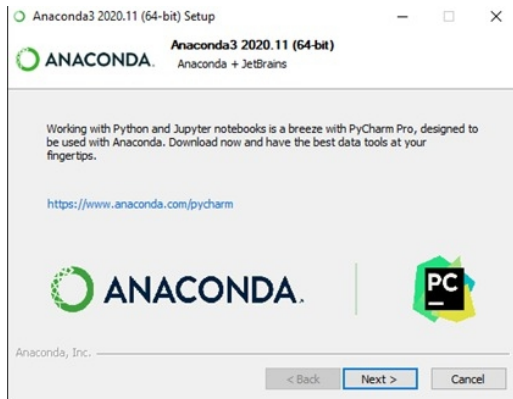 Anaconda3 2020.11 (64-bit) Setup
Anaconda3 2020.11 (64-bit)
ANACONDA.
Anaconda + JetBrains
Working with Python and Jupyter notebooks is a breeze with PyCharm Pro, designed to
be used with Anaconda. Download now and have the best data tools at your
fingertips.
https://www.anaconda.com/pycharm
ANACONDA.
PC
Anaconda, Inc.
< Back Next > Cancel